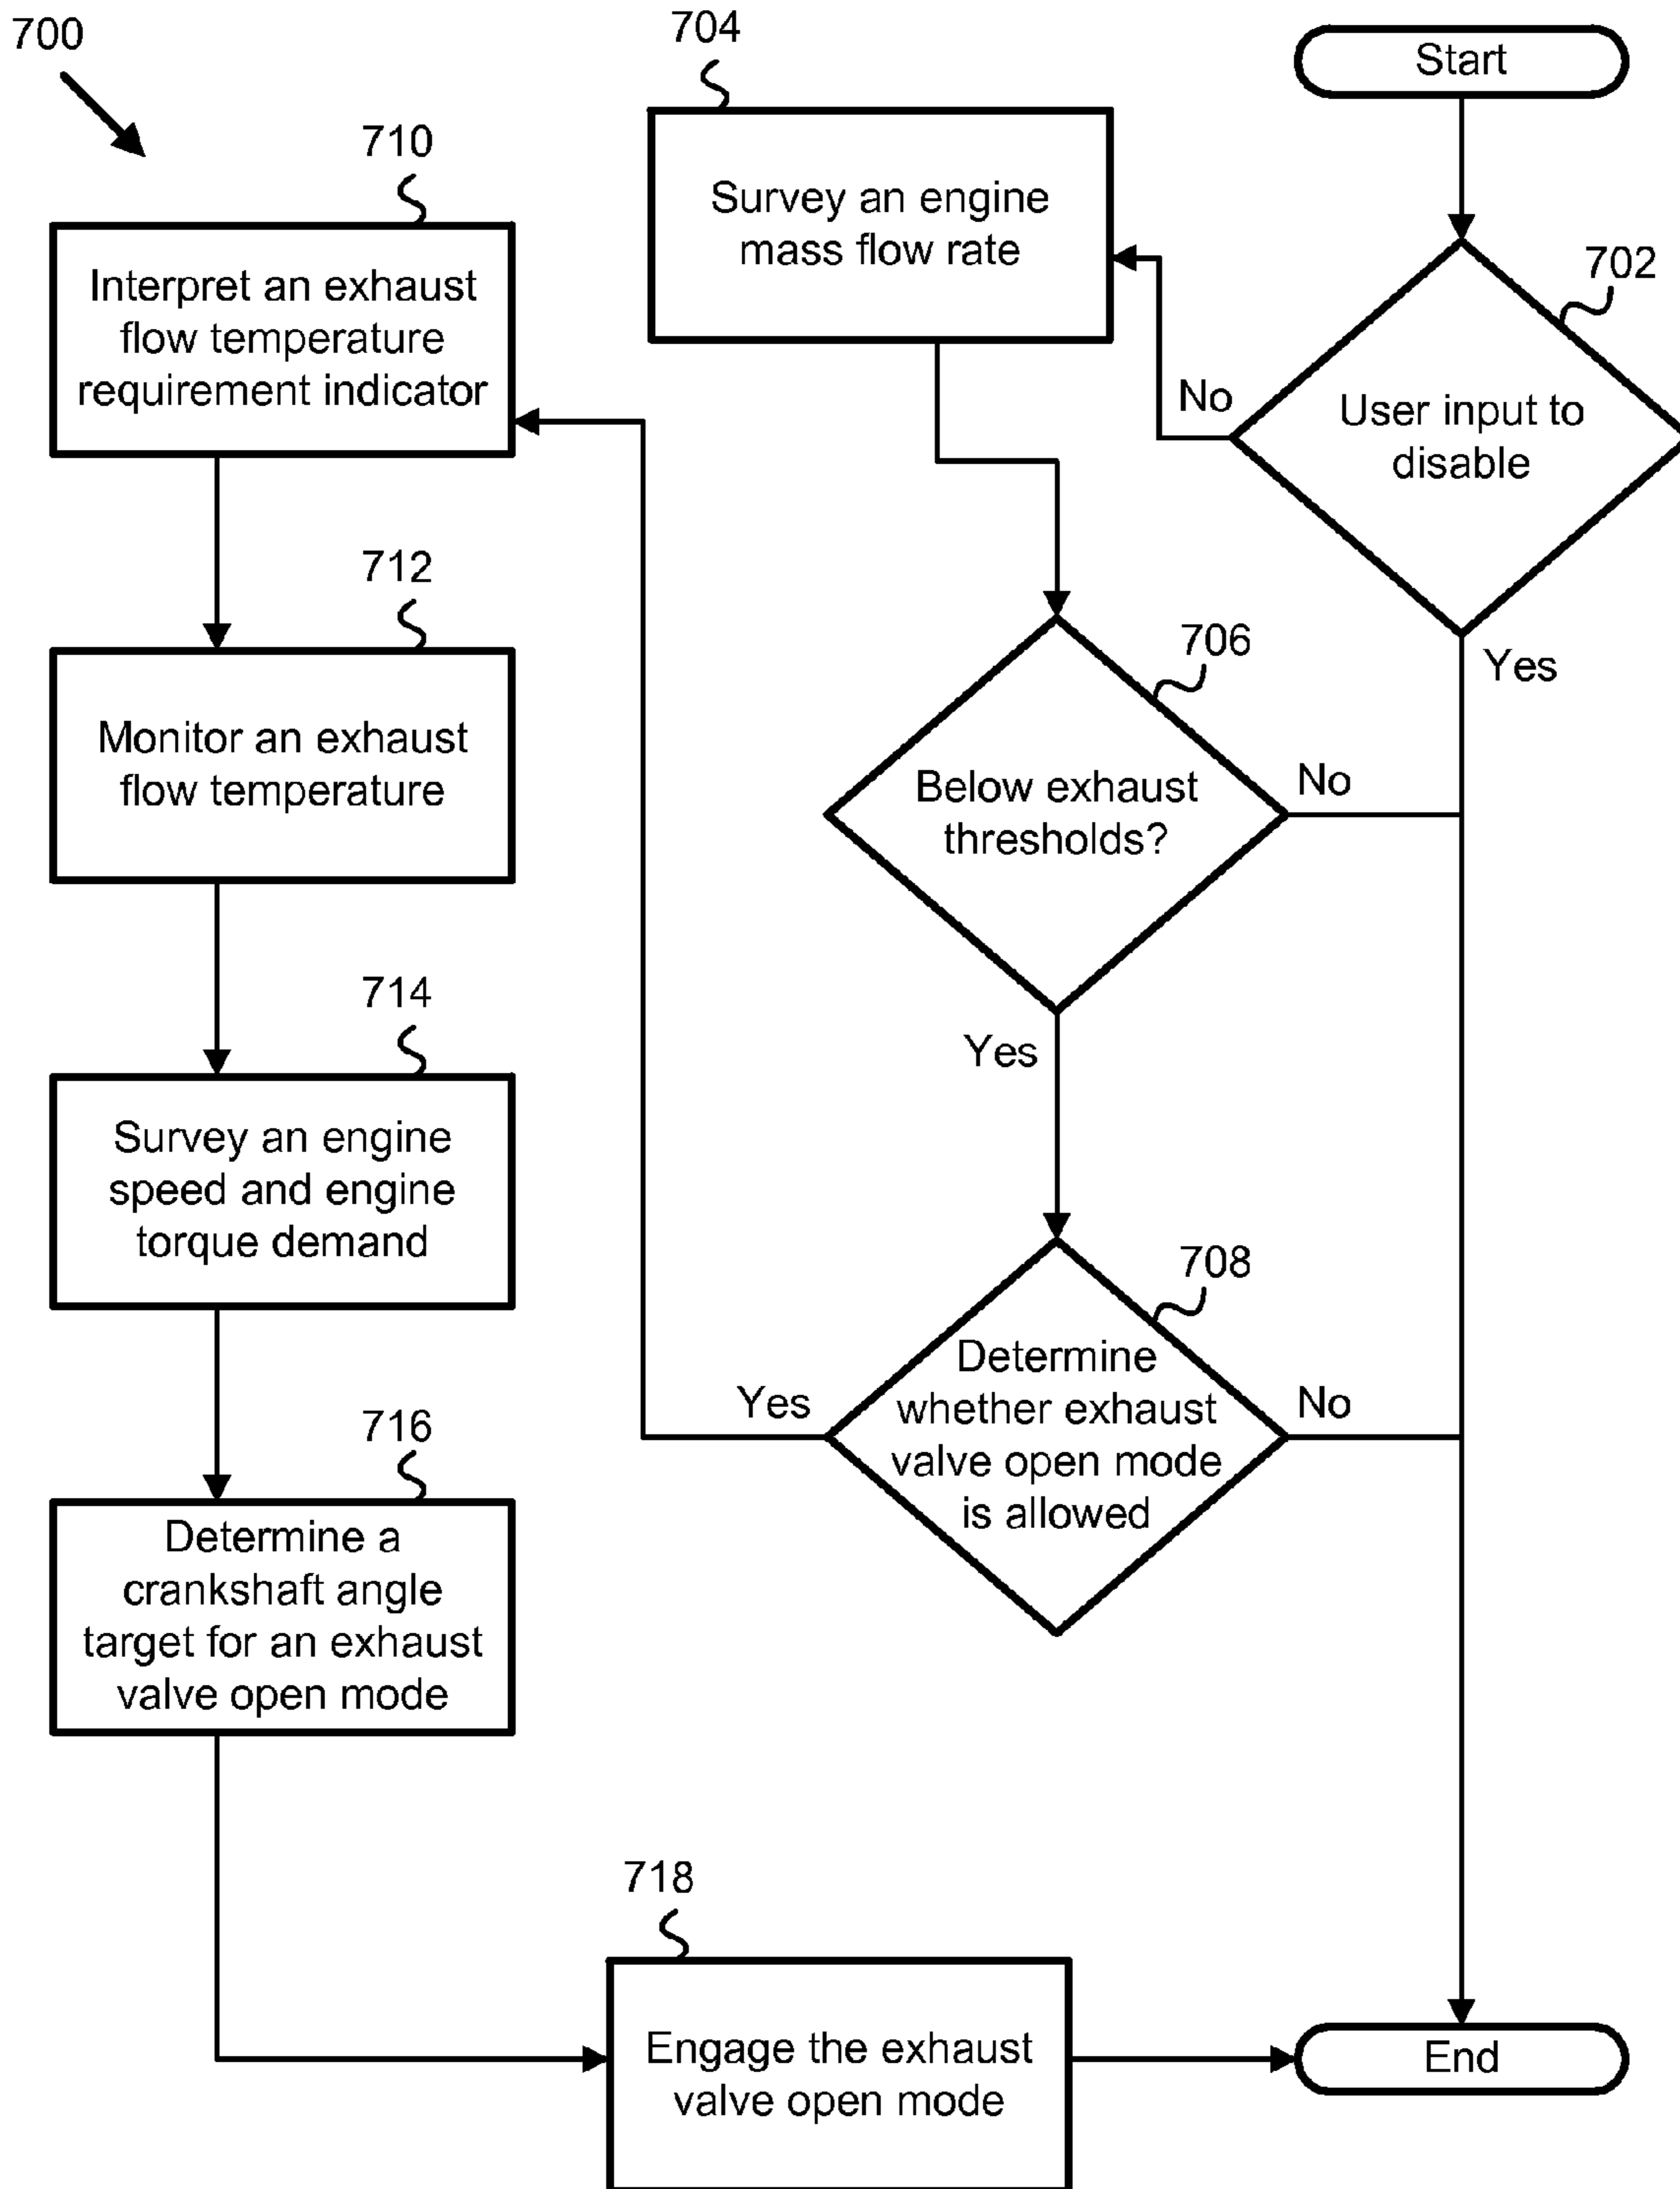 700
704
Start
710
Survey an engine
mass flow rate
702
Interpret an exhaust
flow temperature
requirement indicator
No
User input to
disable
712
706
Yes
Monitor an exhaust
flow temperature
Below exhaust
thresholds?
No
714
Yes
Survey an engine
speed and engine
torque demand
708
Determine
whether exhaust
valve open mode
is allowed
Yes
No
716
Determine a
crankshaft angle
target for an exhaust
valve open mode
718
Engage the exhaust
valve open mode
End